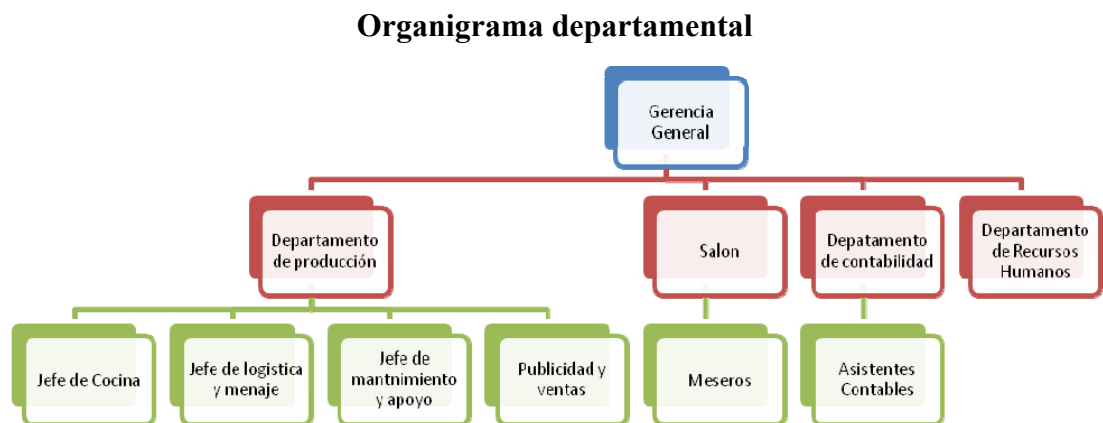 Organigrama departamental
Gerencia
General
Departamento
de producción
Salon
Depatamento
de contabilidad
Departamento
de Recursos
Humanos
Jefe de Cocina
Jefe de logistica
y menaje
Jefe de
mantnimiento
y apoyo
Publicidad y
ventas
Meseros
Asistentes
Contables